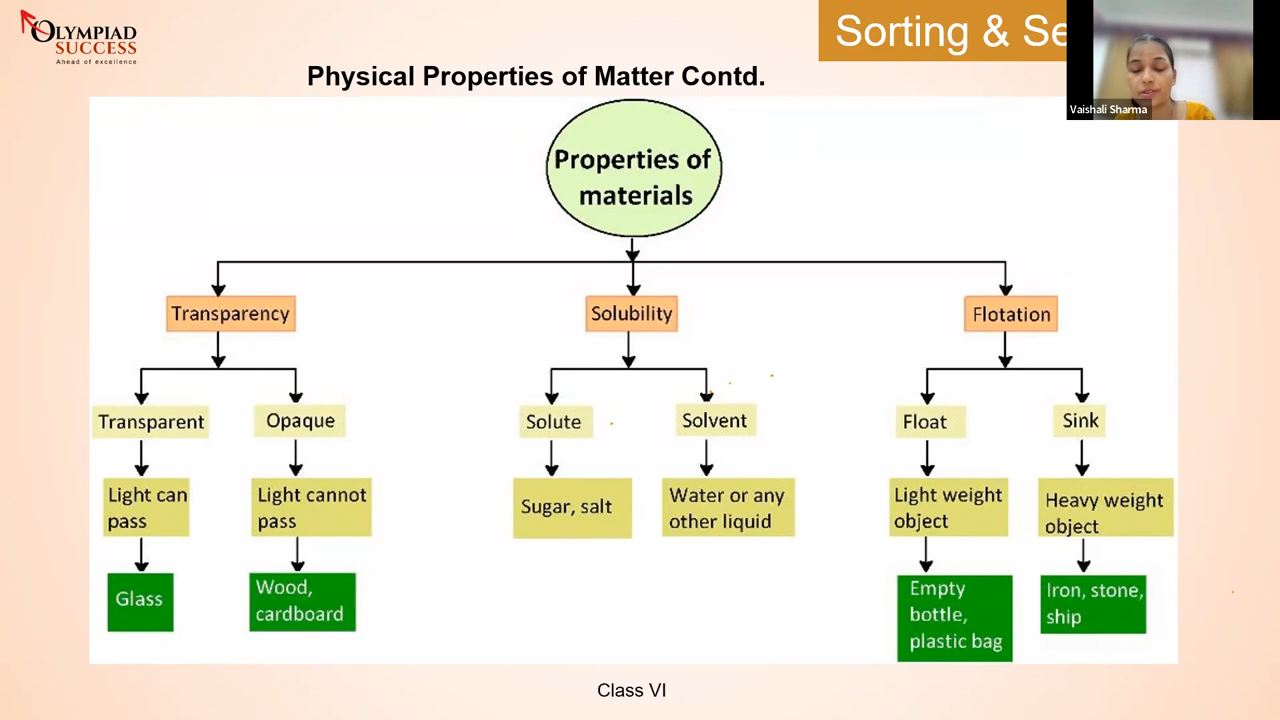 OLYMPIAD
SUCCESS
Ahead of excellence
Sorting & Se
Vaishali Sharma
Physical Properties of Matter Contd.
Properties of
materials
Transparency
Solubility
Flotation
Transparent
Opaque
Solute
Solvent
Float
Sink
Light can
pass
Light cannot
pass
Sugar, salt
Water or any
other liquid
Light weight
object
Heavy weight
object
Glass
Wood,
cardboard
Empty
bottle,
plastic bag
Iron, stone,
ship
Class VI